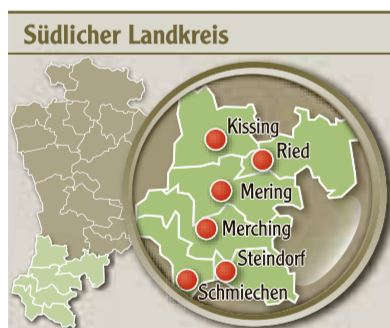 Südlicher Landkreis
Kissing
Ried
Mering
Merching
Steindorf
Schmiechen